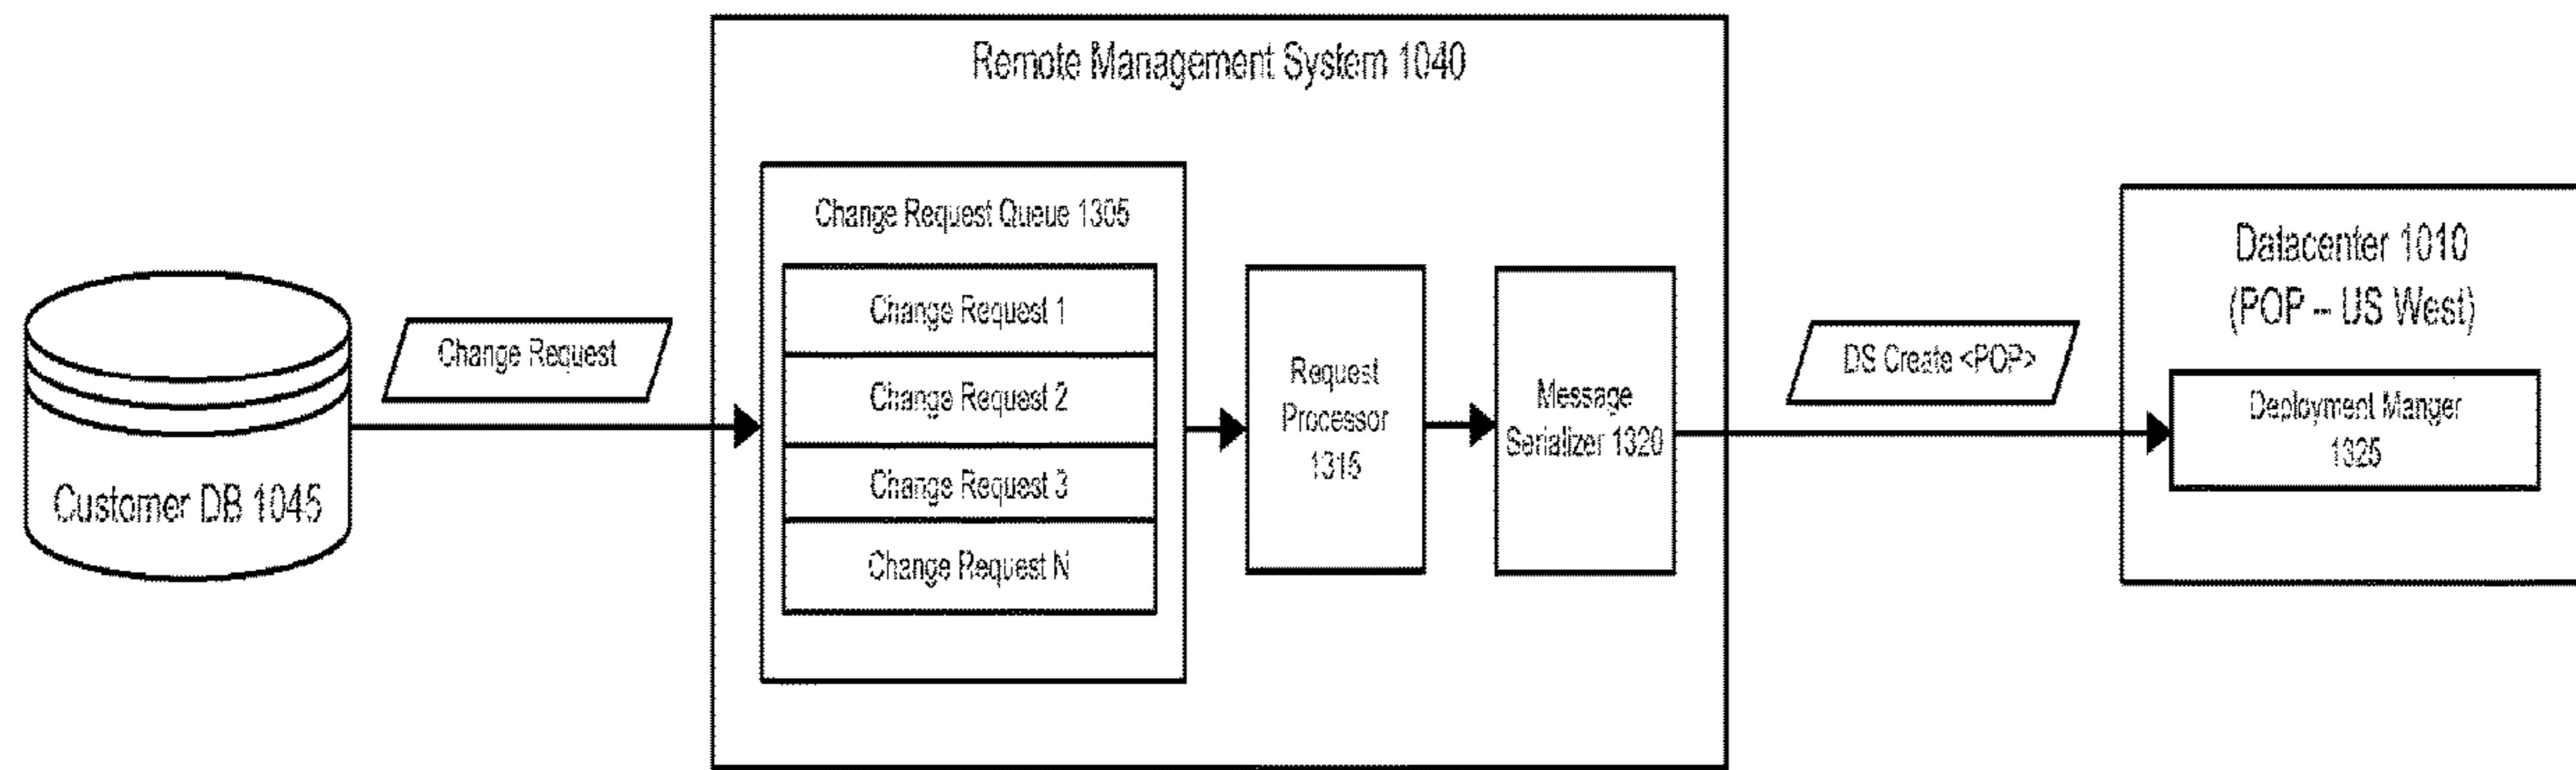 Remote Management System 1040
Change Request Queue 1305
Change Request 1
Change Request 2
Change Request 3
Change Request N
Customer DB 1045
Change Request
Request
Processor
1315
Message
Serializer 1320
DS Create <POP>
Datacenter 1010
(POP – US West)
Deployment Manger
1325